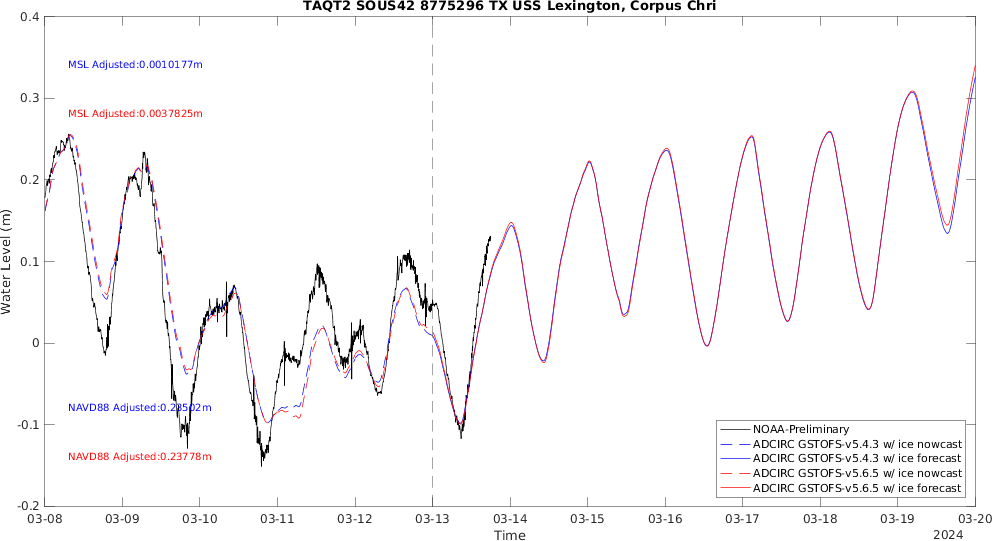 TAQT2 SOUS42 8775296 TX USS Lexington, Corpus Chri
0.4
MSL Adjusted:0.0010177m
0.3
MSL Adjusted:0.0037825m
0.2
Water Level (m)
0.1
0
NAVD88 Adjusted:0.23502m
-0.1
NAVD88 Adjusted:0.23778m
-0.2
NOAA-Preliminary
ADCIRC GSTOFS-v5.4.3 w/ ice nowcast
ADCIRC GSTOFS-v5.4.3 w/ ice forecast
ADCIRC GSTOFS-v5.6.5 w/ ice nowcast
ADCIRC GSTOFS-v5.6.5 w/ ice forecast
03-08 03-09 03-10 03-11 03-12 03-13 03-14 03-15 03-16 03-17 03-18 03-19 03-20
Time
2024